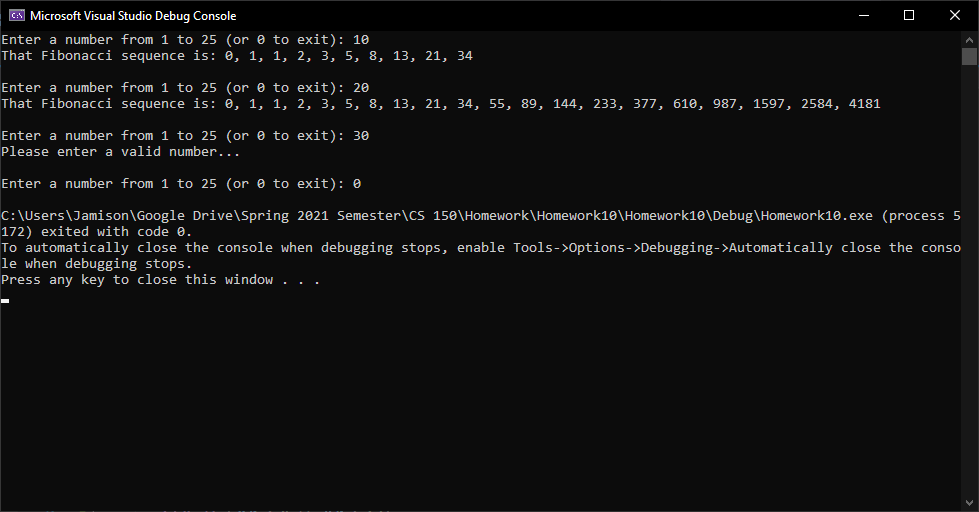 Microsoft Visual Studio Debug Console
Enter a number from 1 to 25 (or 0 to exit): 10
That Fibonacci sequence is: 0, 1, 1, 2, 3, 5, 8, 13, 21, 34
Enter a number from 1 to 25 (or 0 to exit): 20
That Fibonacci sequence is: 0, 1, 1, 2, 3, 5, 8, 13, 21, 34, 55, 89, 144, 233, 377, 610, 987, 1597, 2584, 4181
Enter a number from 1 to 25 (or 0 to exit): 30
Please enter a valid number...
Enter a number from 1 to 25 (or 0 to exit): 0
C:\Users\Jamison\Google Drive\Spring 2021 Semester\CS 150\Homework\Homework10\Homework10\Debug\Homework10.exe (process 5
172) exited with code 0.
To automatically close the console when debugging stops, enable Tools->Options->Debugging->Automatically close the conso
le when debugging stops.
Press any key to close this window . . .